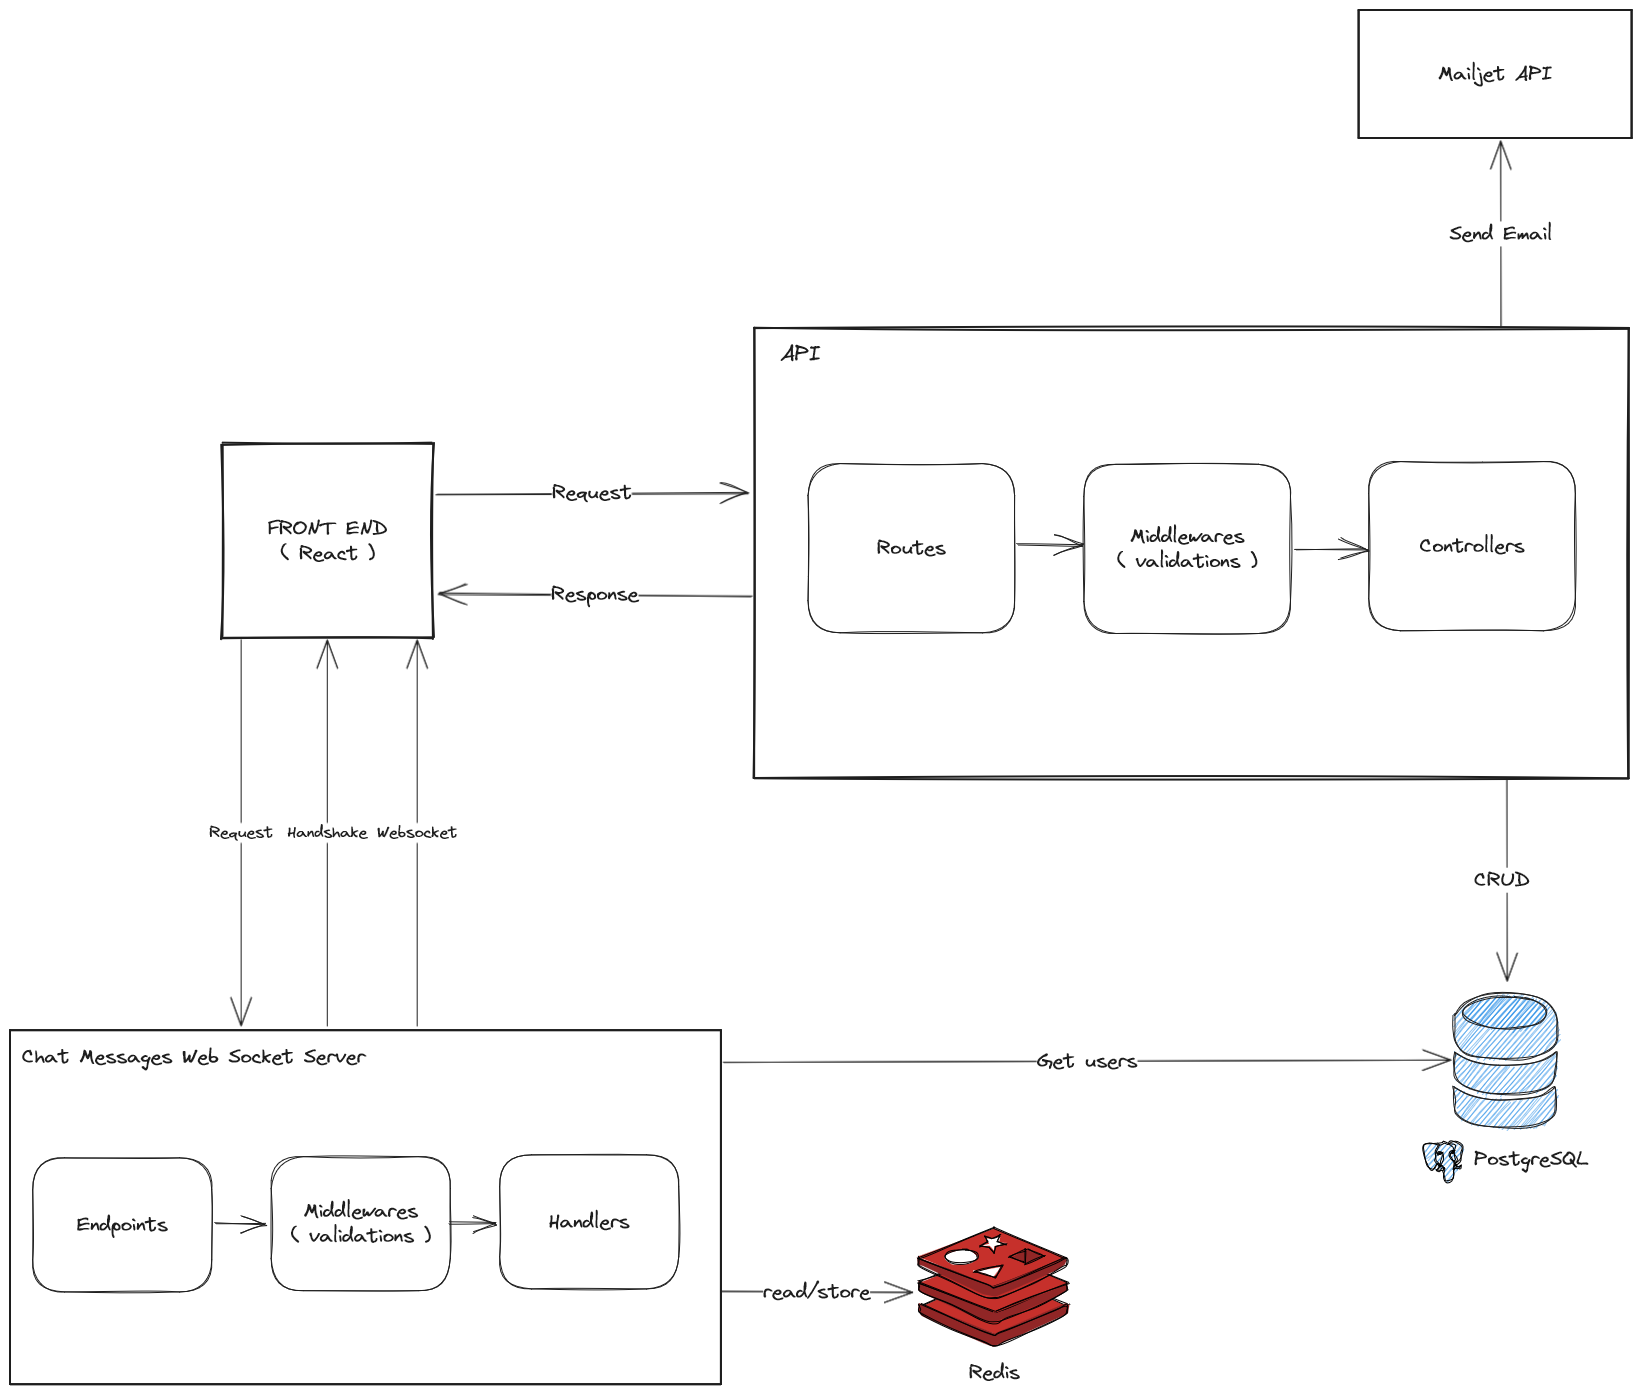 Mailjet API
Send Email
API
Request
FRONT END
( React )
Routes
Middlewares
( validations )
Controllers
Response
Request
Handshake
Websocket
CRUD
Chat Messages Web Socket Server
Get users
PostgreSQL
Endpoints
Middlewares
( validations )
Handlers
read/store
Redis